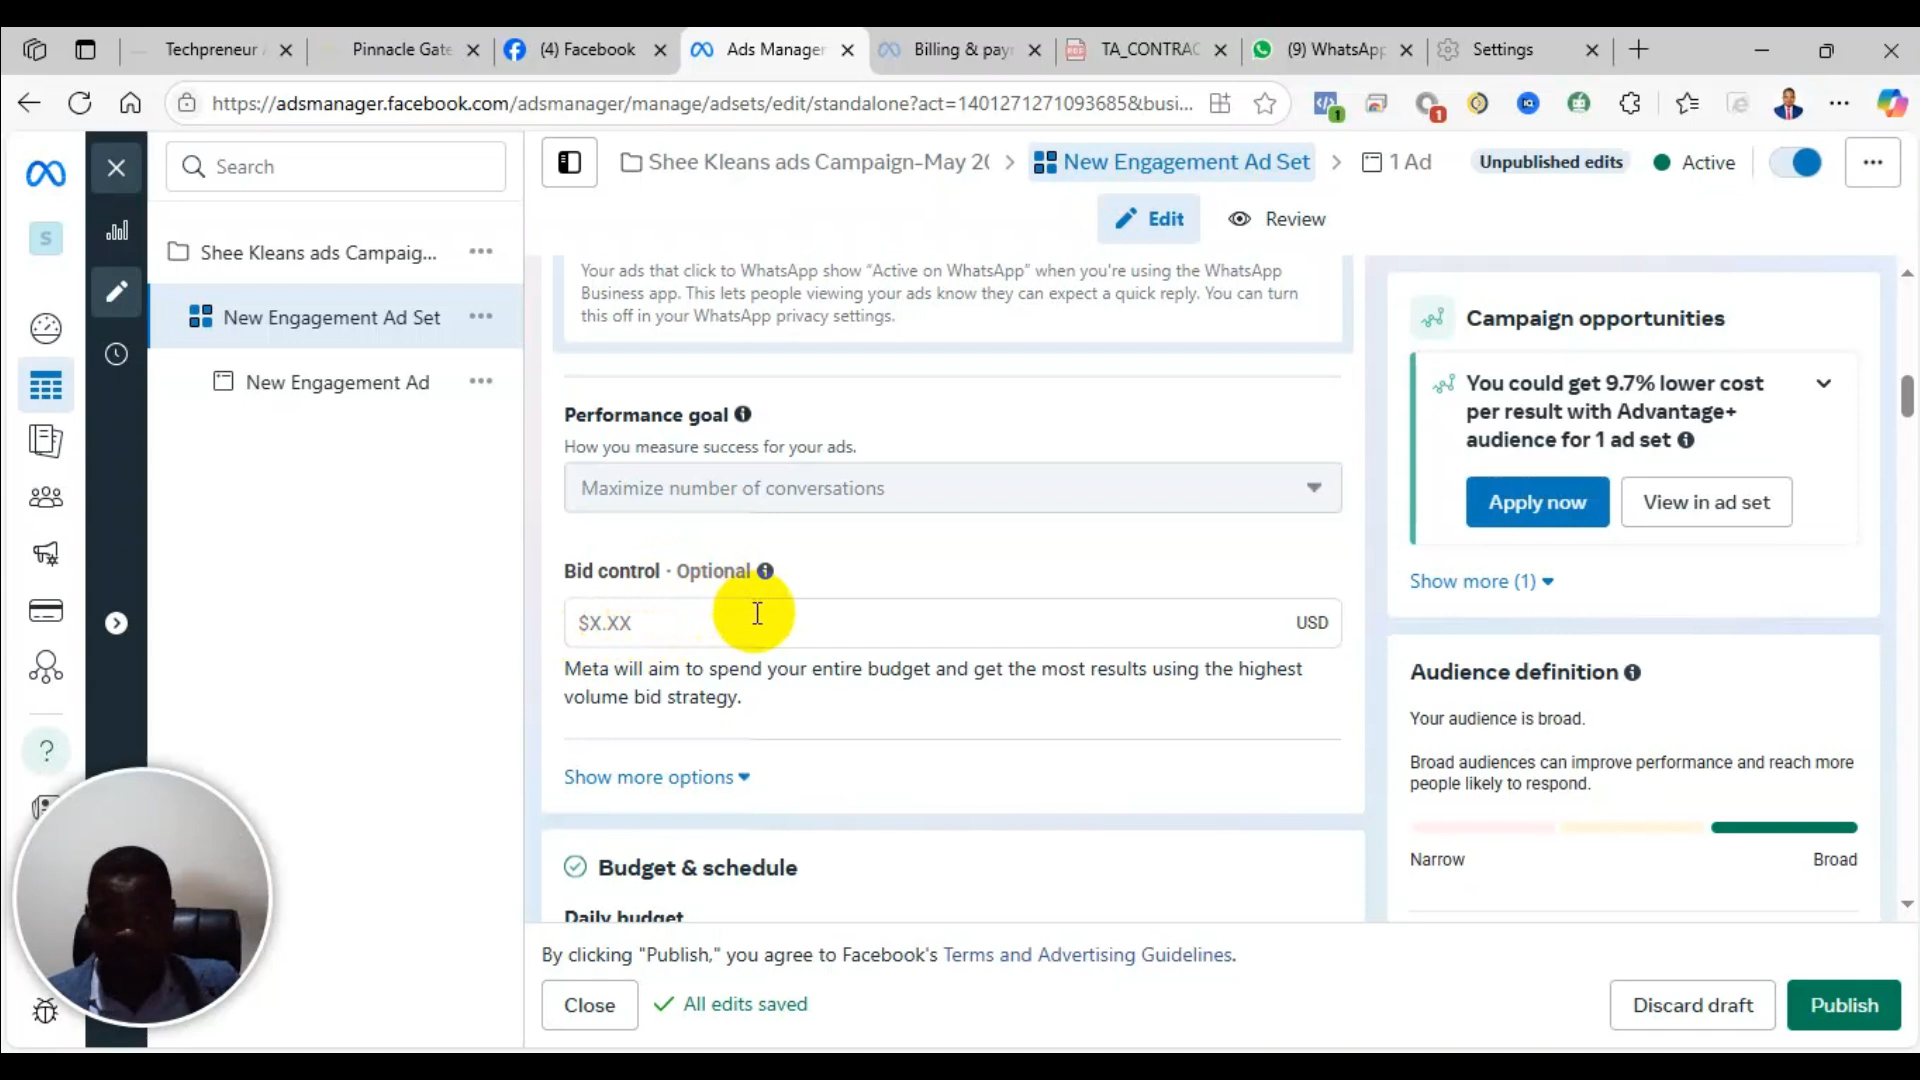 Techpreneur
Pinnacle Gate
(4) Facebook
Ads Manager
Billing & payr
TA_CONTRAC
(9) WhatsApp
Settings
https://adsmanager.facebook.com/adsmanager/manage/adsets/edit/standalone?act=1401271271093685&busi...
1
1
Search
Shee Kleans ads Campaign-May 20
New Engagement Ad Set
1 Ad
Unpublished edits
Active
Edit
Review
S
Shee Kleans ads Campaig...
New Engagement Ad Set
New Engagement Ad
Your ads that click to WhatsApp show “Active on WhatsApp” when you're using the WhatsApp
Business app. This lets people viewing your ads know they can expect a quick reply. You can turn
this off in your WhatsApp privacy settings.
Performance goal
How you measure success for your ads.
Maximize number of conversations
Bid control · Optional
$X.XX
USD
Meta will aim to spend your entire budget and get the most results using the highest
volume bid strategy.
Show more options
Budget & schedule
Daily budget
Campaign opportunities
You could get 9.7% lower cost
per result with Advantage+
audience for 1 ad set
Apply now
View in ad set
Show more (1)
Audience definition
Your audience is broad.
Broad audiences can improve performance and reach more
people likely to respond.
Narrow
Broad
By clicking "Publish," you agree to Facebook's Terms and Advertising Guidelines.
Close
All edits saved
Discard draft
Publish